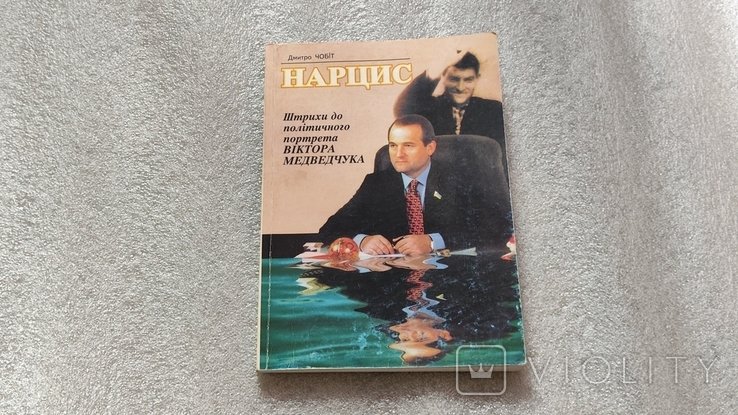 Дмитро ЧОБІТ
НАРЦИС
Штрихи до
політичного
портрета
ВІКТОРА
МЕДВЕДЧУКА
VIOLITY